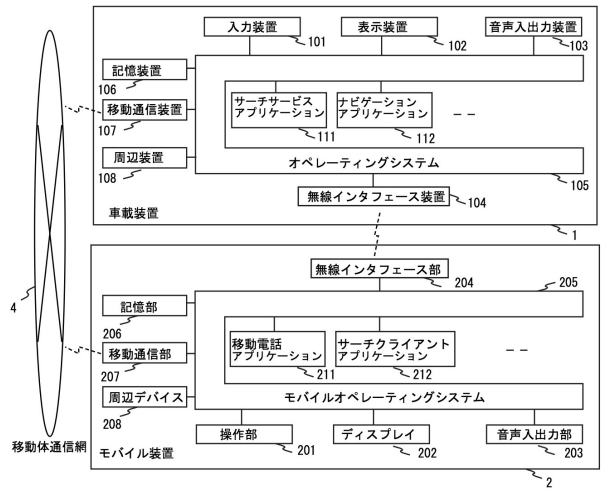 入力装置
101
表示装置
102
音声入出力装置
103
記憶装置
106
移動通信装置
107
周辺装置
108
サーチサービス
アプリケーション
111
ナビゲーション
アプリケーション
112
オペレーティングシステム
105
無線インタフェース装置
104
車載装置
1
4
移動体通信網
無線インタフェース部
204
205
記憶部
206
移動通信部
207
周辺デバイス
208
移動電話
アプリケーション
211
サーチクライアント
アプリケーション
212
モバイルオペレーティングシステム
操作部
201
ディスプレイ
202
音声入出力部
203
モバイル装置
2